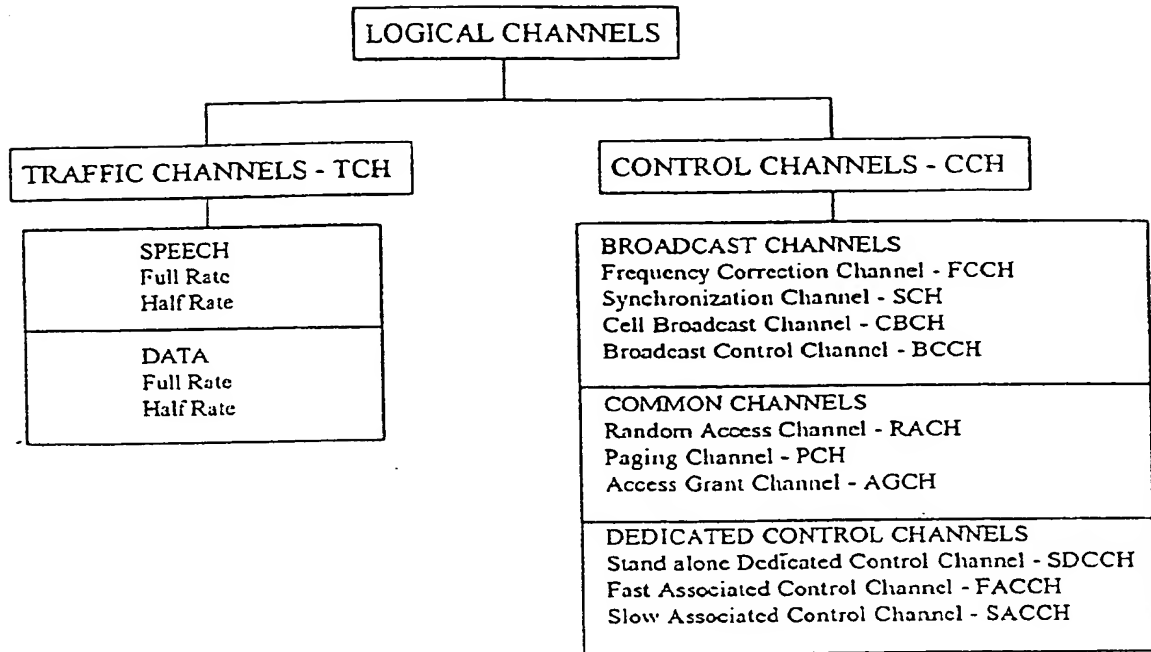 LOGICAL CHANNELS
TRAFFIC CHANNELS - TCH
SPEECH
Full Rate
Half Rate
DATA
Full Rate
Half Rate
CONTROL CHANNELS - CCH
BROADCAST CHANNELS
Frequency Correction Channel - FCCH
Synchronization Channel - SCH
Cell Broadcast Channel - CBCH
Broadcast Control Channel - BCCH
COMMON CHANNELS
Random Access Channel - RACH
Paging Channel - PCH
Access Grant Channel - AGCH
DEDICATED CONTROL CHANNELS
Stand alone Dedicated Control Channel - SDCCH
Fast Associated Control Channel - FACCH
Slow Associated Control Channel - SACCH